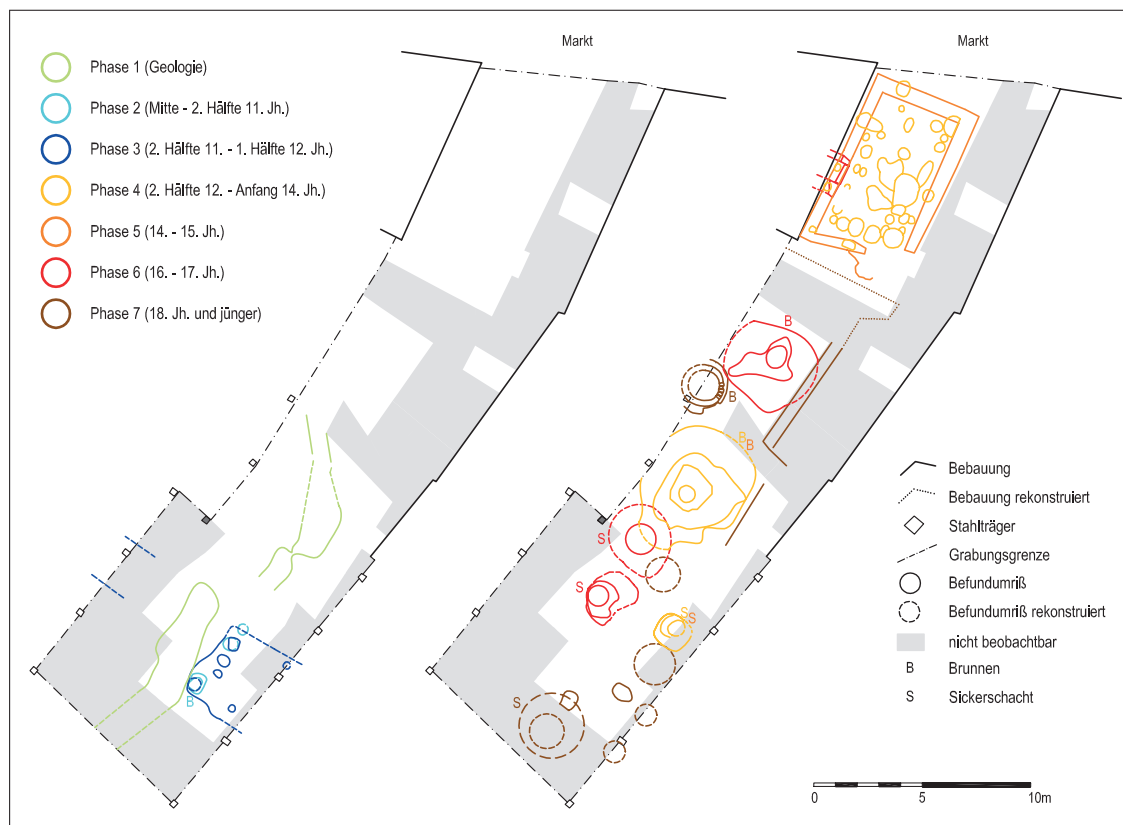 Markt
Markt
Phase 1 (Geologie)
Phase 2 (Mitte - 2. Hälfte 11. Jh.)
Phase 3 (2. Hälfte 11. - 1. Hälfte 12. Jh.)
Phase 4 (2. Hälfte 12. - Anfang 14. Jh.)
Phase 5 (14. - 15. Jh.)
Phase 6 (16. - 17. Jh.)
Phase 7 (18. Jh. und jünger)
B
B
B
B
B
S
S
S
S
S
Bebauung
Bebauung rekonstruiert
Stahlträger
Grabungsgrenze
Befundumriß
Befundumriß rekonstruiert
nicht beobachtbar
B Brunnen
S Sickerschacht
0 5 10m